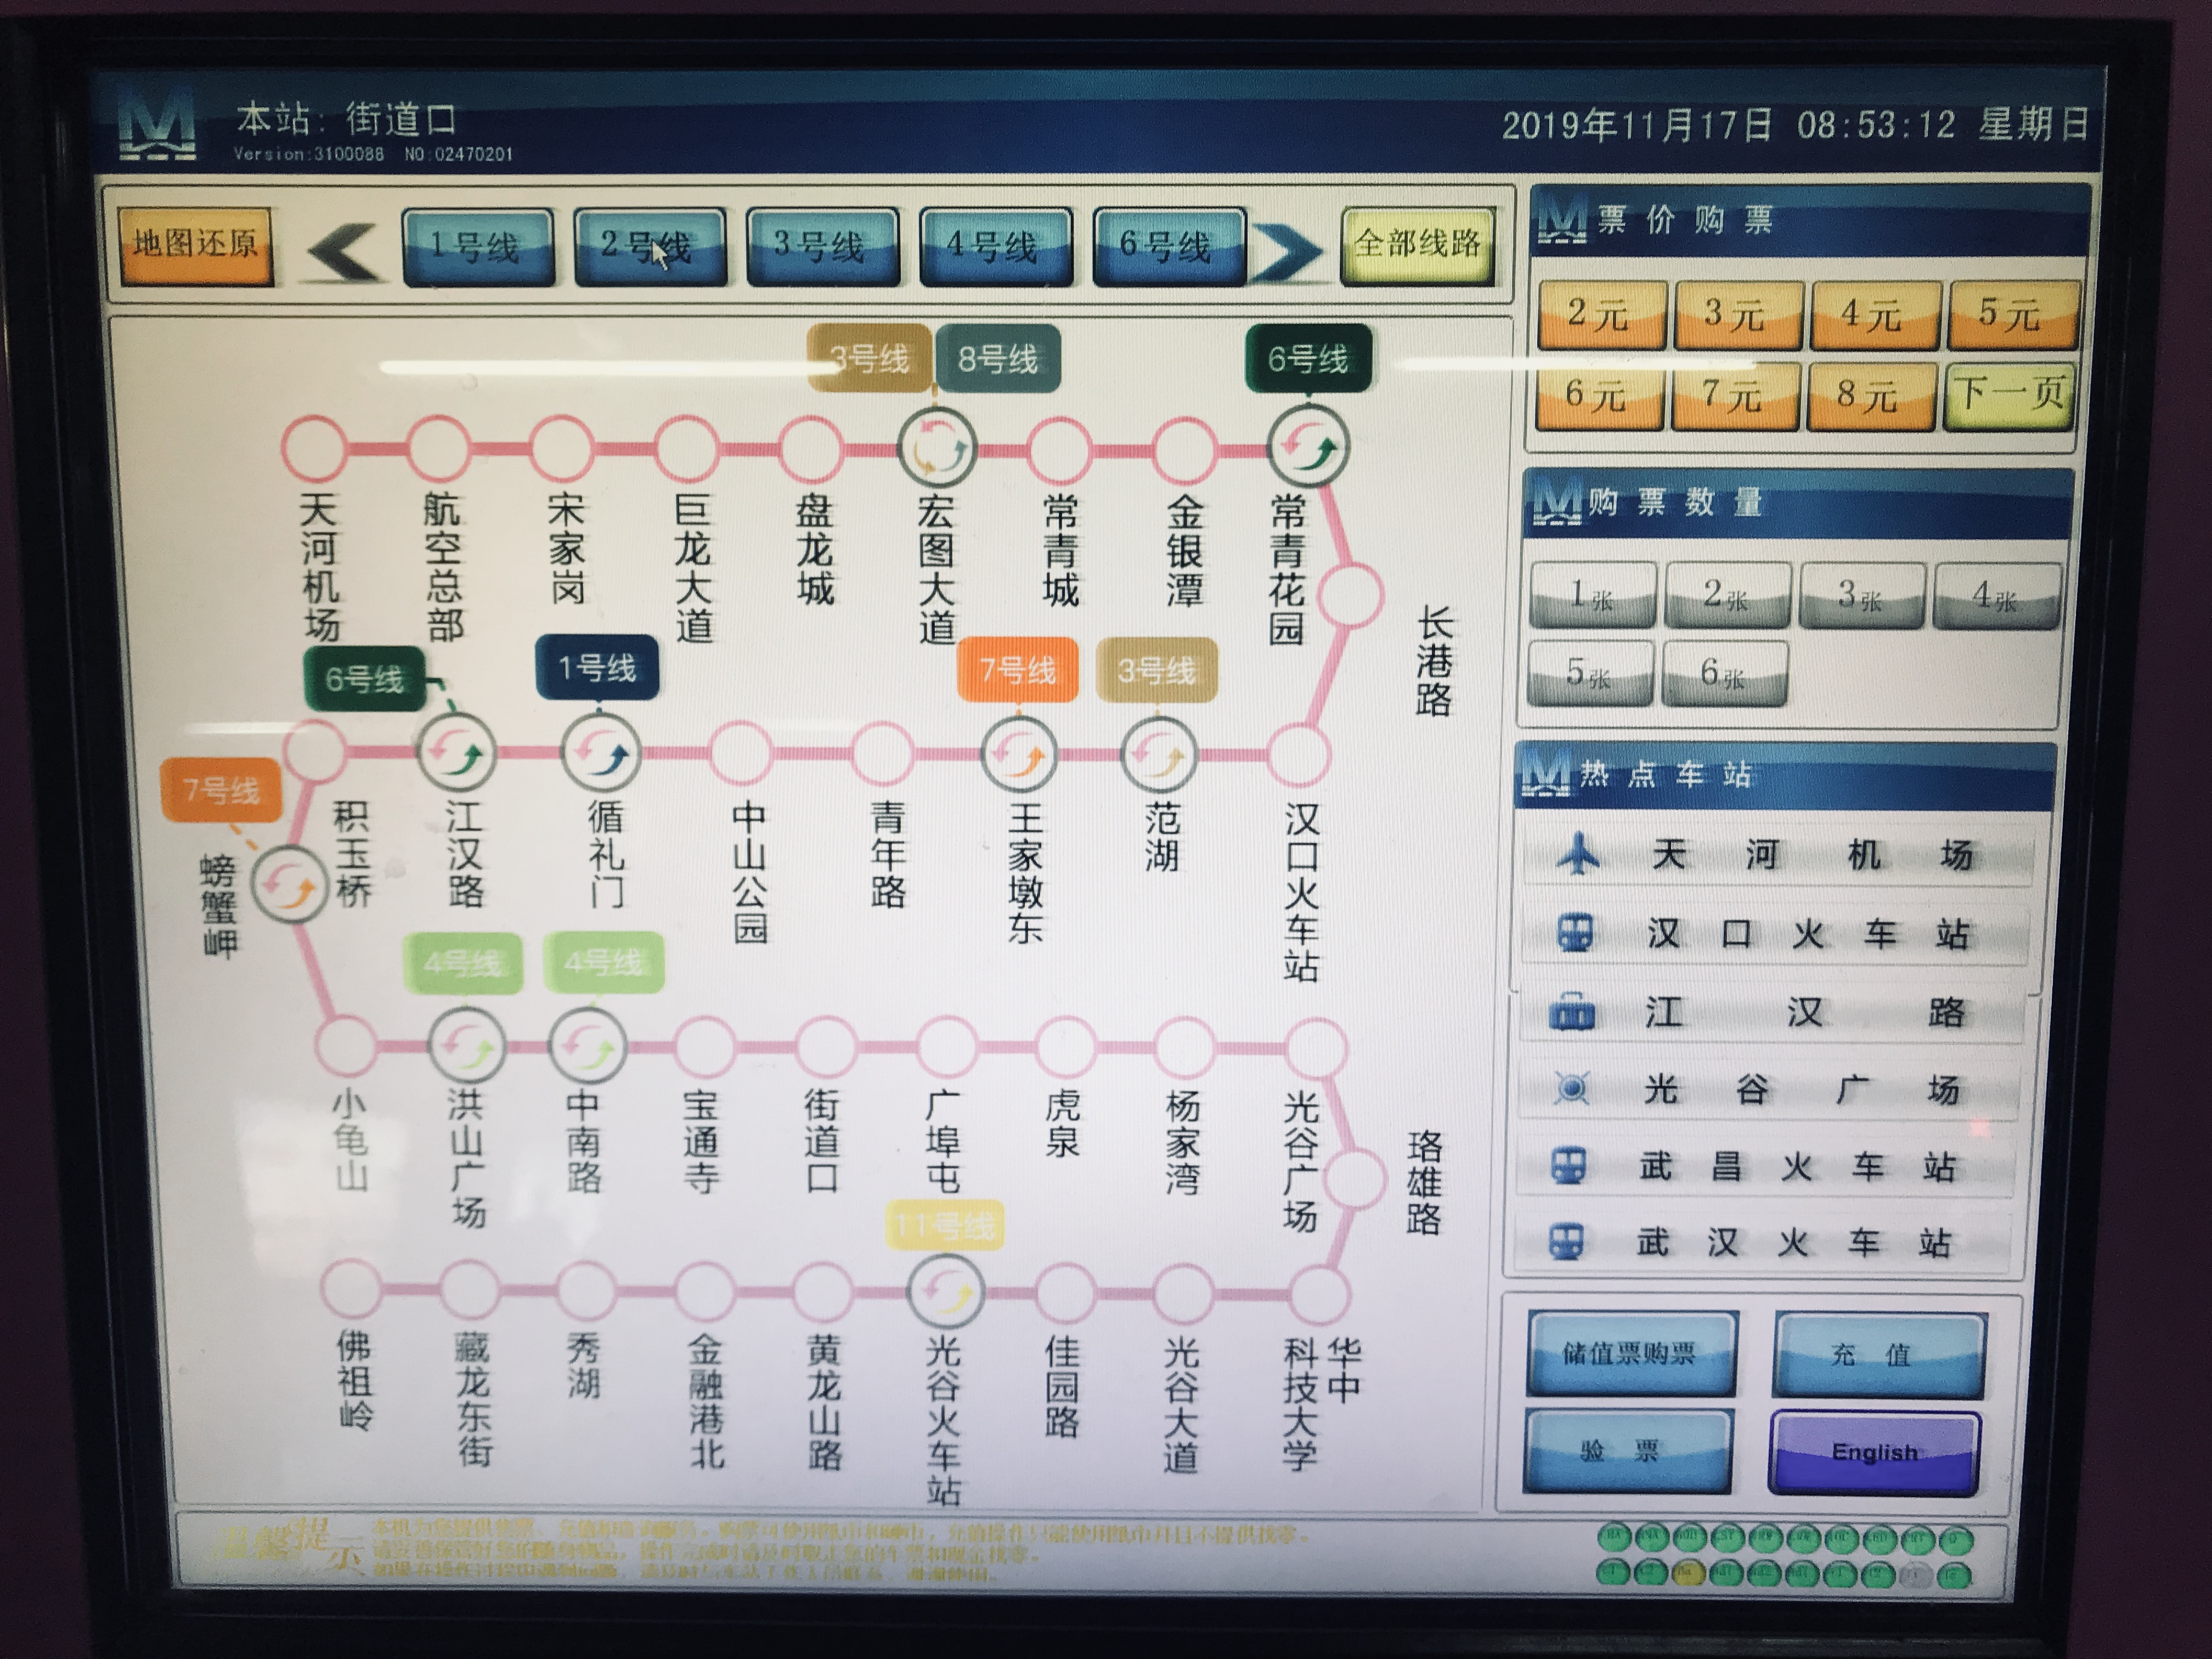 本站: 街道口
Version:3100086 NO:02470201
2019年11月17日 08:53:12 星期日
地图还原
1号线
2号线
3号线
4号线
6号线
全部线路
3号线
8号线
6号线
天河机场
航空总部
宋家岗
巨龙大道
盘龙城
宏图大道
常青城
金银潭
常青花园
长港路
6号线
1号线
7号线
3号线
积玉桥
江汉路
循礼门
中山公园
青年路
王家墩东
范湖
汉口火车站
7号线
螃蟹岬
4号线
4号线
小龟山
洪山广场
中南路
宝通寺
街道口
广埠屯
虎泉
杨家湾
光谷广场
珞雄路
11号线
佛祖岭
藏龙东街
秀湖
金融港北
黄龙山路
光谷火车站
佳园路
光谷大道
华中科技大学
票价购票
2元
3元
4元
5元
6元
7元
8元
下一页
购票数量
1张
2张
3张
4张
5张
6张
热点车站
天河机场
汉口火车站
江汉路
光谷广场
武昌火车站
武汉火车站
储值票购票
充 值
验 票
English
温馨提示